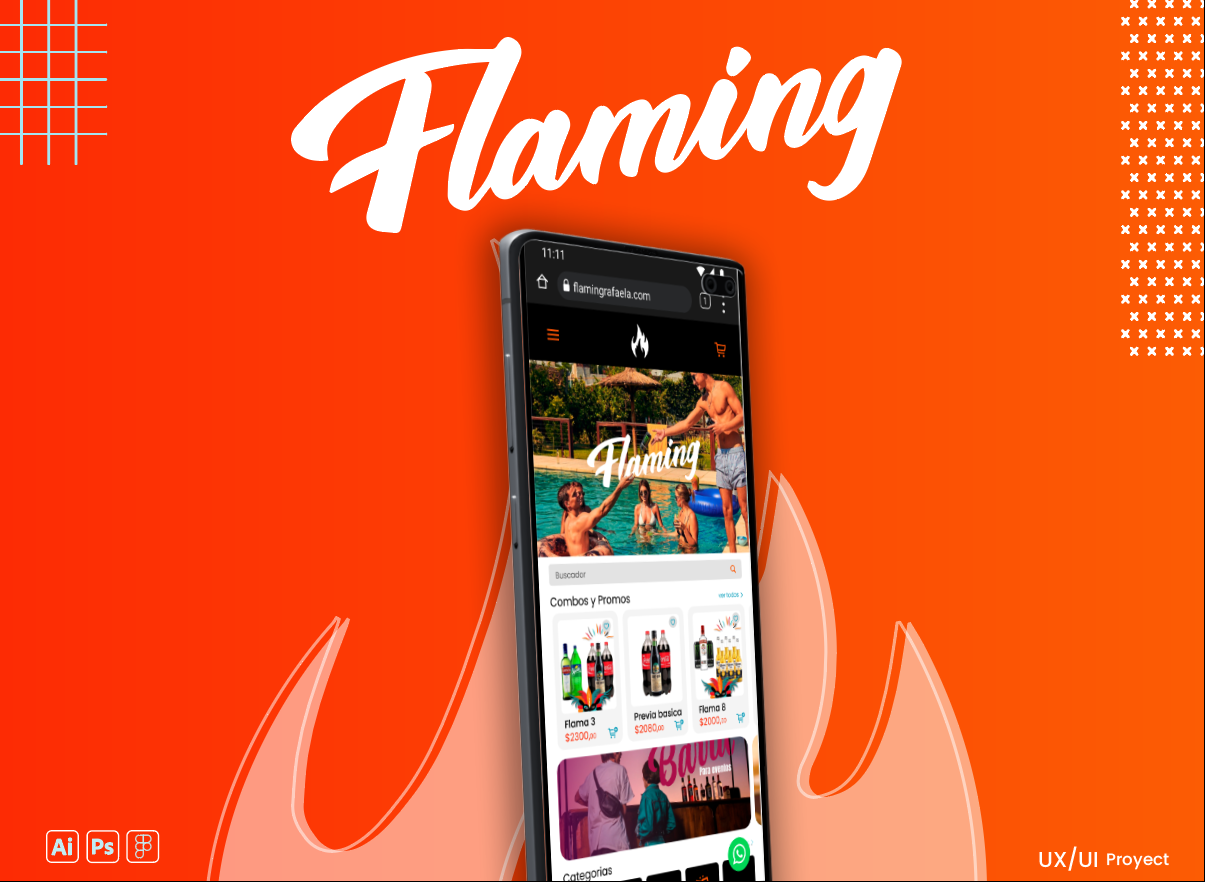 Flaming
11:11
flamingrafaela.com
1
Flaming
Buscador
Combos y Promos
ver todos >
Flama 3
$2300,00
Previa basica
$2080,00
Flama 8
$2000,00
Barra
Para eventos
Categorias
Ai Ps
UX/UI Proyect